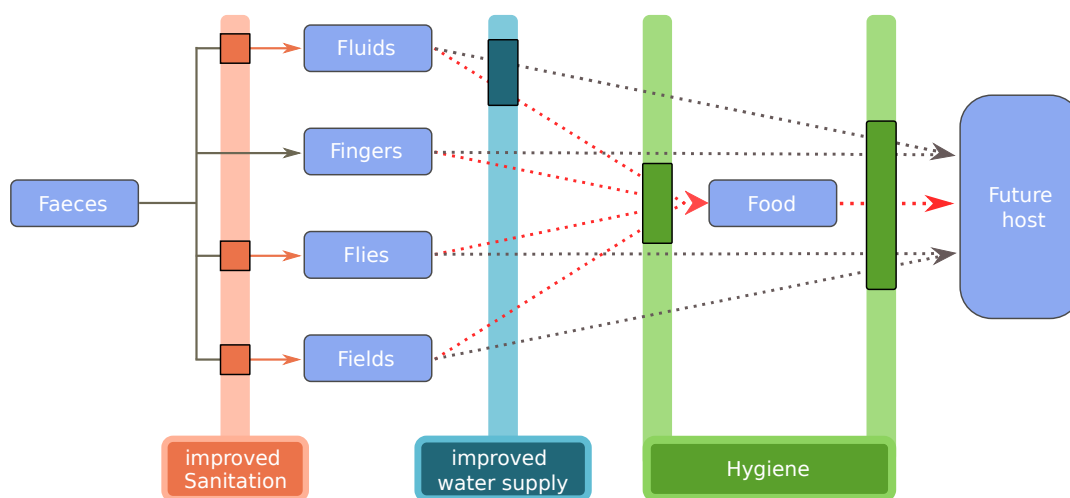 Fluids
Fingers
Faeces
Food
Future
host
Flies
Fields
improved
Sanitation
improved
water supply
Hygiene